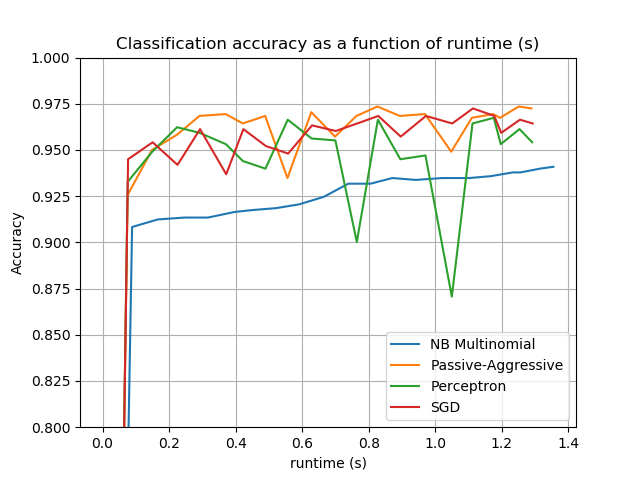 Classification accuracy as a function of runtime (s)
1.000
0.975
0.950
0.925
0.900
0.875
0.850
0.825
0.800
Accuracy
NB Multinomial
Passive-Aggressive
Perceptron
SGD
0.0 0.2 0.4 0.6 0.8 1.0 1.2 1.4
runtime (s)